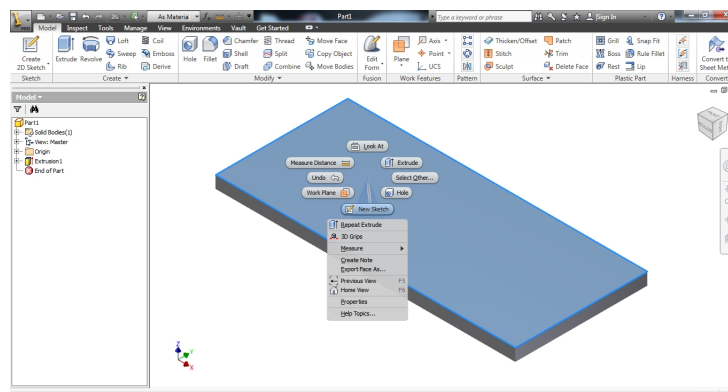 As Materia
Part1
Type a keyword or phrase
Sign In
PRO
Model Inspect Tools Manage View Environments Vault Get Started
Create
2D Sketch
Extrude
Revolve
Loft
Sweep
Rib
Coil
Emboss
Derive
Hole
Fillet
Chamfer
Shell
Draft
Thread
Split
Combine
Move Face
Copy Object
Move Bodies
Edit
Form
Plane
Axis
Point
UCS
Thicken/Offset
Stitch
Sculpt
Patch
Trim
Delete Face
Grill
Boss
Rest
Snap Fit
Rule Fillet
Lip
Convert to
Sheet Met
Sketch
Create
Modify
Fusion
Work Features
Pattern
Surface
Plastic Part
Harness
Convert
Model
Part1
Solid Bodies(1)
View: Master
Origin
Extrusion1
End of Part
Look At
Measure Distance
Extrude
Undo
Select Other...
Work Plane
Hole
New Sketch
Repeat Extrude
3D Grips
Measure
Create Note
Export Face As...
Previous View F5
Home View F6
Properties
Help Topics...
Z
Y
X